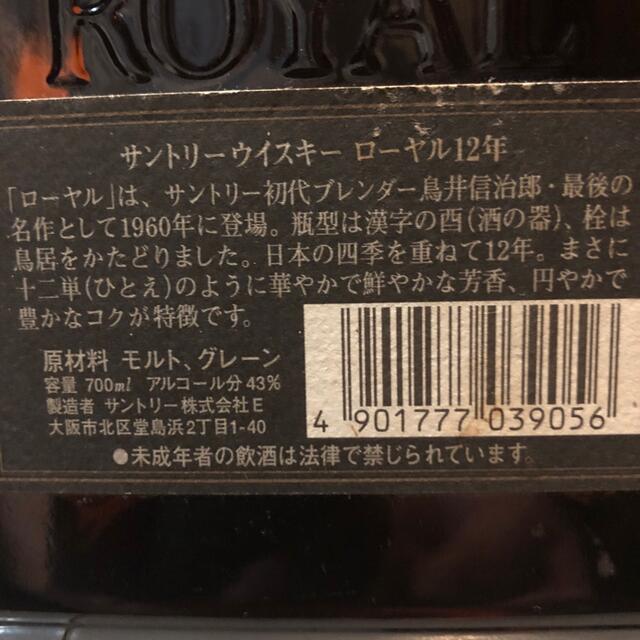 ROYAL
サントリーウイスキー ローヤル12年
「ローヤル」は、サントリー初代ブレンダー鳥井信治郎・最後の
名作として1960年に登場。瓶型は漢字の酉(酒の器)、栓は
鳥居をかたどりました。日本の四季を重ねて12年。まさに
十二単(ひとえ)のように華やかで鮮やかな芳香、円やかで
豊かなコクが特徴です。
原材料 モルト、グレーン
容量 700ml アルコール分43%
製造者 サントリー株式会社E
大阪市北区堂島浜2丁目1-40
4 901777 039056
●未成年者の飲酒は法律で禁じられています。